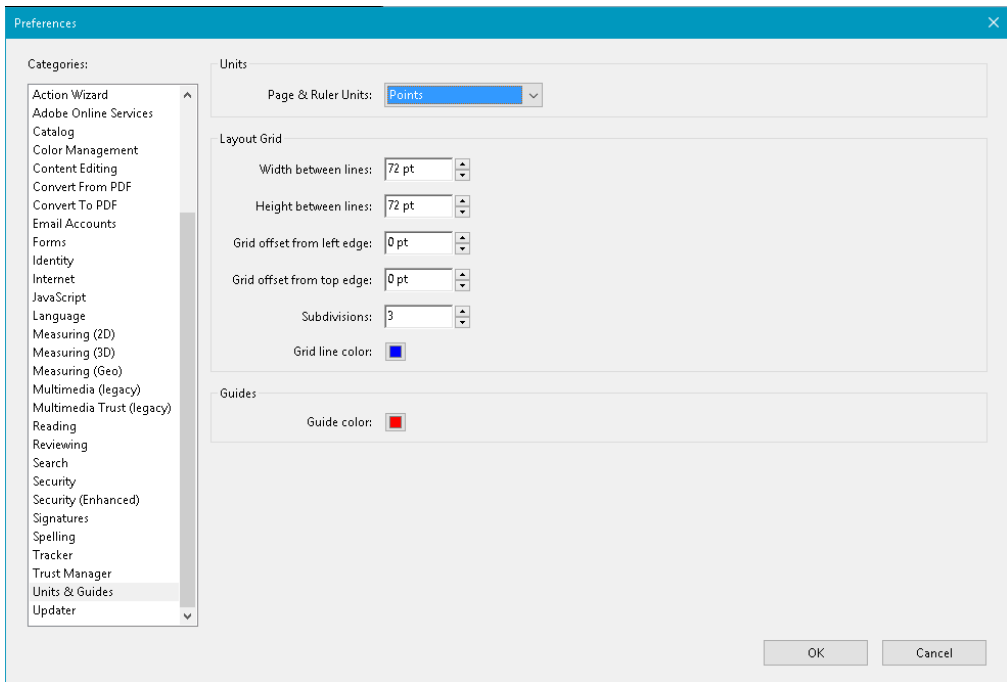 Preferences
Categories:
Action Wizard
Adobe Online Services
Catalog
Color Management
Content Editing
Convert From PDF
Convert To PDF
Email Accounts
Forms
Identity
Internet
JavaScript
Language
Measuring (2D)
Measuring (3D)
Measuring (Geo)
Multimedia (legacy)
Multimedia Trust (legacy)
Reading
Reviewing
Search
Security
Security (Enhanced)
Signatures
Spelling
Tracker
Trust Manager
Units & Guides
Updater
Units
Page & Ruler Units: Points
Layout Grid
Width between lines: 72 pt
Height between lines: 72 pt
Grid offset from left edge: 0 pt
Grid offset from top edge: 0 pt
Subdivisions: 3
Grid line color:
Guides
Guide color:
OK Cancel